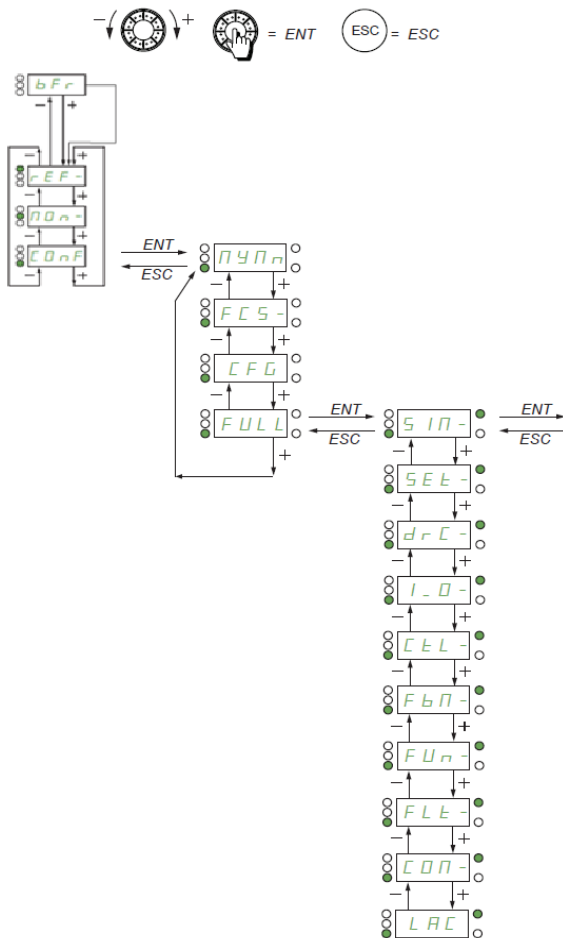 − + = ENT ESC = ESC
bFr
− +
− +
rEF-
− +
MOn-
− +
COnF
− +
ENT
ESC
MYMn
− +
FCS-
− +
CFG
− +
FULL
+
ENT
ESC
SIM-
ENT
ESC
− +
SEt-
− +
drC-
− +
I_O-
− +
CtL-
− +
FbM-
− +
FUn-
− +
FLt-
− +
COM-
− +
LAC